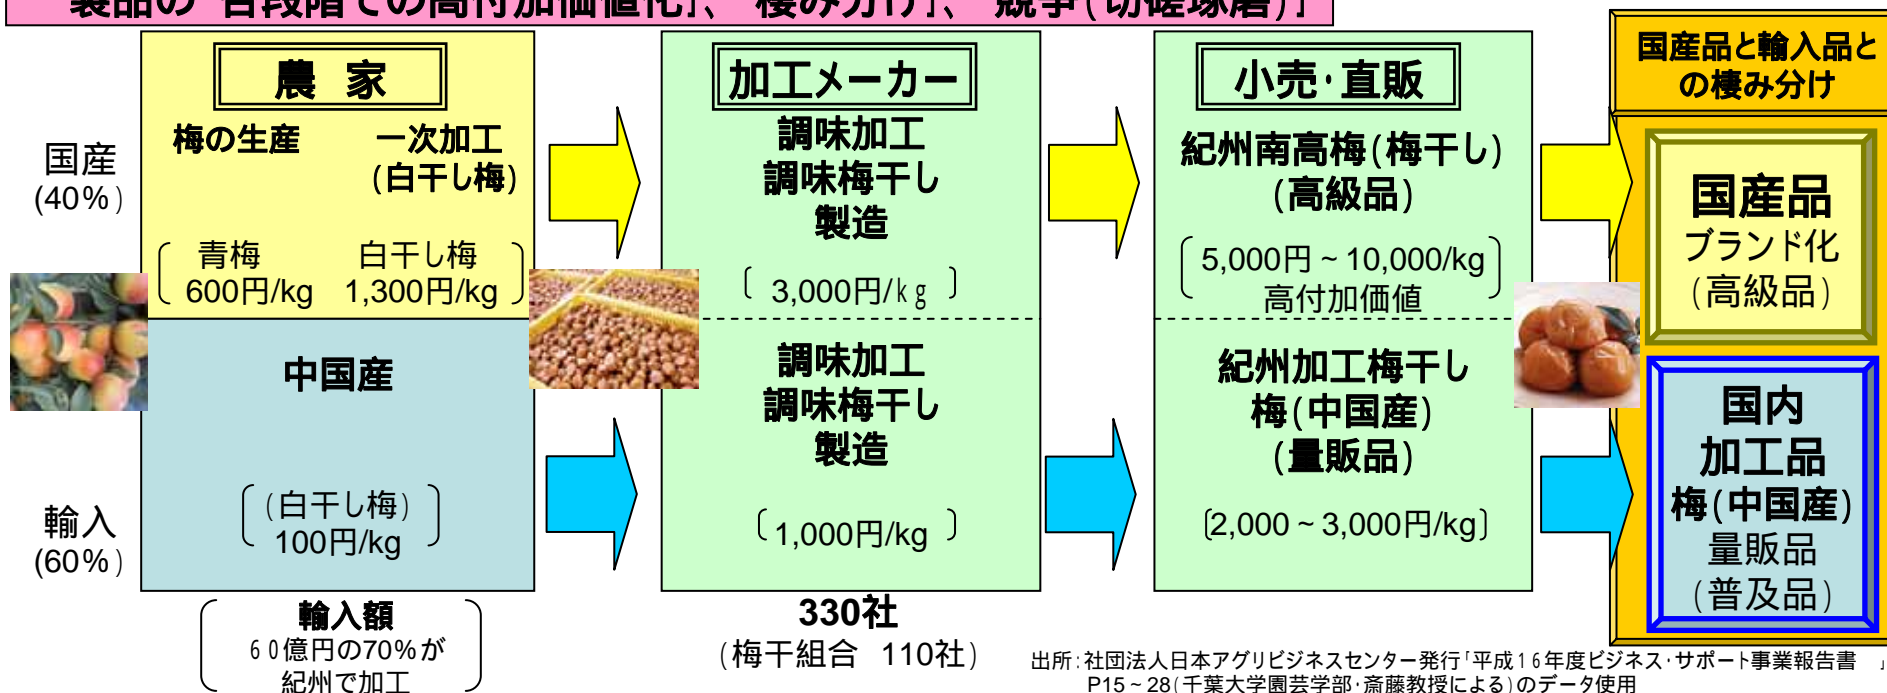 製品の「各段階での高付加価値化」、「棲み分け」、「競争(切磋琢磨)」
国産
(40%)
輸入
(60%)
農 家
梅の生産
一次加工
(白干し梅)
青梅
600円/kg
白干し梅
1,300円/kg
中国産
(白干し梅)
100円/kg
輸入額
60億円の70%が
紀州で加工
加工メーカー
調味加工
調味梅干し
製造
3,000円/kg
調味加工
調味梅干し
製造
1,000円/kg
330社
(梅干組合 110社)
小売・直販
紀州南高梅(梅干し)
(高級品)
5,000円~10,000/kg
高付加価値
紀州加工梅干し
梅(中国産)
(量販品)
〔2,000~3,000円/kg〕
国産品と輸入品と
の棲み分け
国産品
ブランド化
(高級品)
国内
加工品
梅(中国産)
量販品
(普及品)
出所:社団法人日本アグリビジネスセンター発行「平成16年度ビジネス・サポート事業報告書 」
P15~28(千葉大学園芸学部・斎藤教授による)のデータ使用